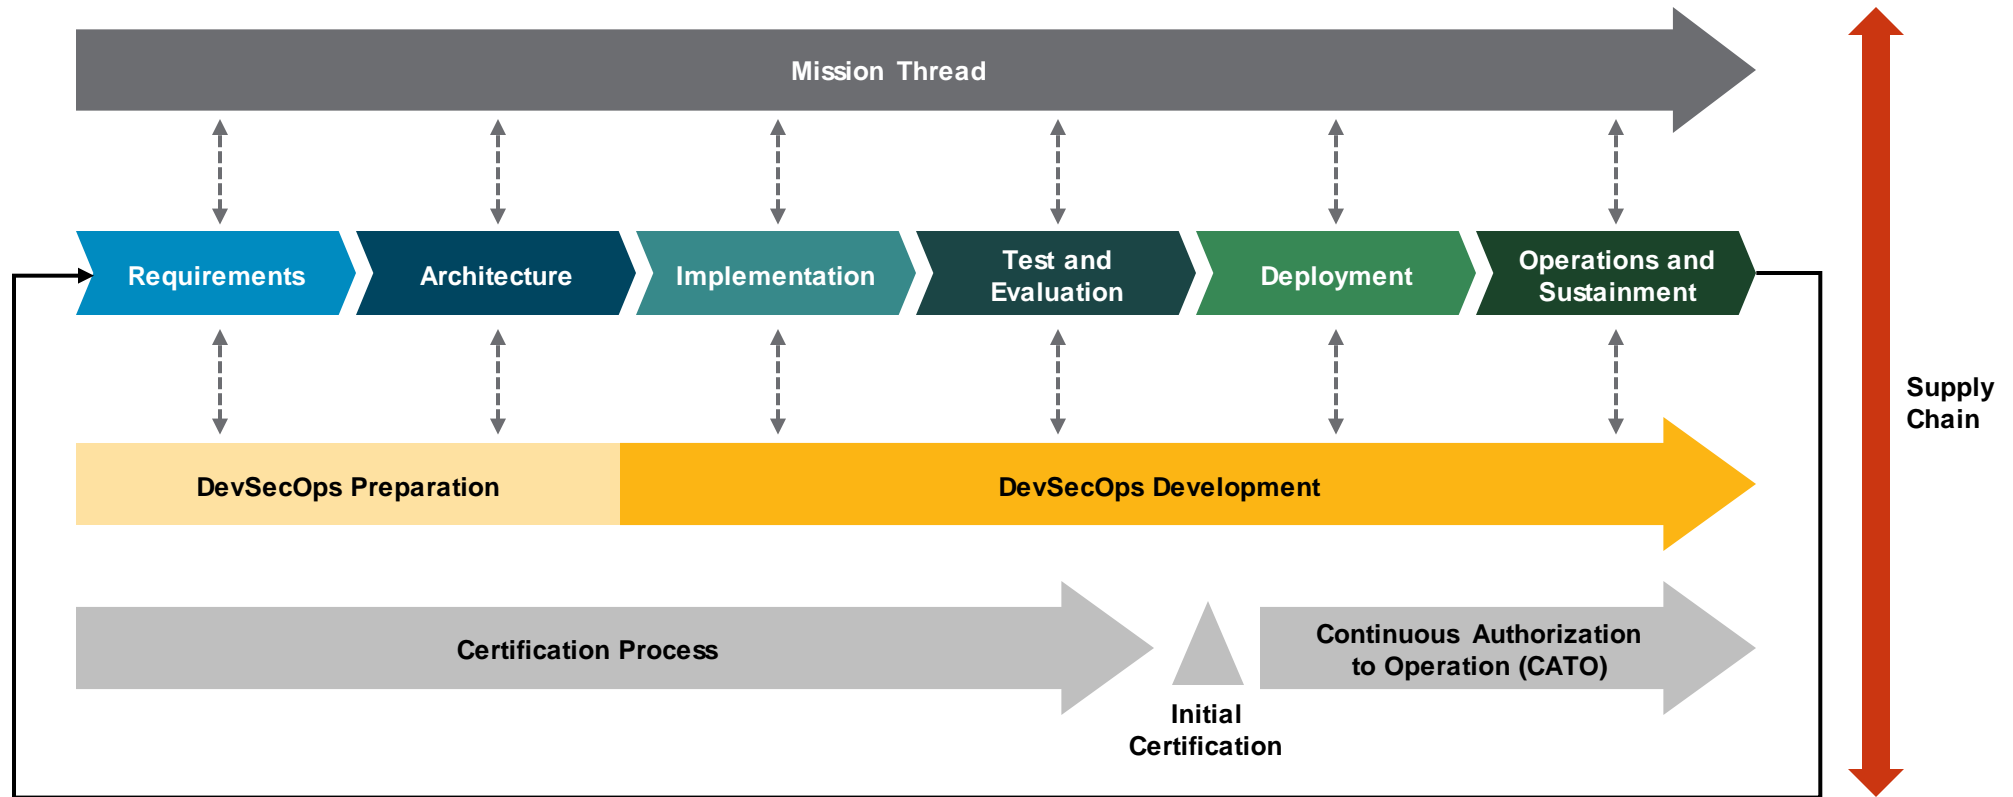 Mission Thread
Requirements
Architecture
Implementation
Test and
Evaluation
Deployment
Operations and
Sustainment
Supply
Chain
DevSecOps Preparation
DevSecOps Development
Certification Process
Initial
Certification
Continuous Authorization
to Operation (CATO)